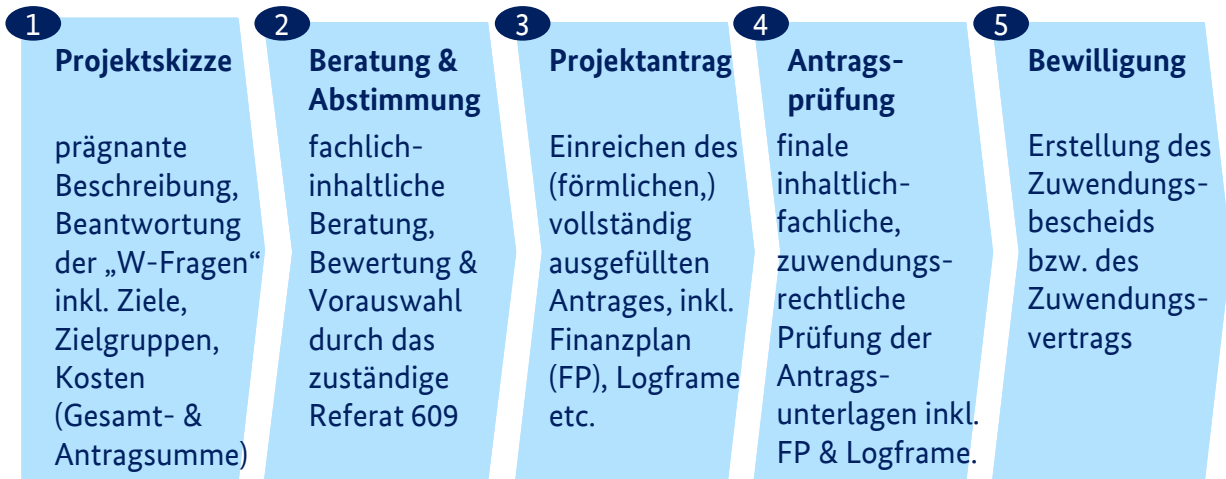 1
Projektskizze
prägnante
Beschreibung,
Beantwortung
der „W-Fragen“
inkl. Ziele,
Zielgruppen,
Kosten
(Gesamt- &
Antragsumme)
2
Beratung &
Abstimmung
fachlich-
inhaltliche
Beratung,
Bewertung &
Vorauswahl
durch das
zuständige
Referat 609
3
Projektantrag
Einreichen des
(förmlichen,)
vollständig
ausgefüllten
Antrages, inkl.
Finanzplan
(FP), Logframe
etc.
4
Antrags-
prüfung
finale
inhaltlich-
fachliche,
zuwendungs-
rechtliche
Prüfung der
Antrags-
unterlagen inkl.
FP & Logframe.
5
Bewilligung
Erstellung des
Zuwendungs-
bescheids
bzw. des
Zuwendungs-
vertrags